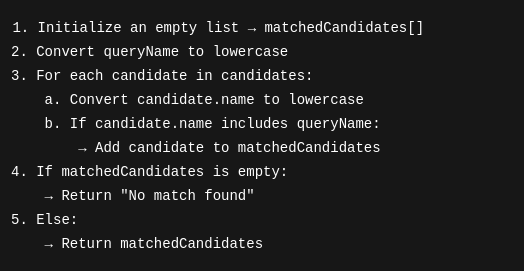 1. Initialize an empty list → matchedCandidates[]
2. Convert queryName to lowercase
3. For each candidate in candidates:
a. Convert candidate.name to lowercase
b. If candidate.name includes queryName:
→ Add candidate to matchedCandidates
4. If matchedCandidates is empty:
→ Return "No match found"
5. Else:
→ Return matchedCandidates